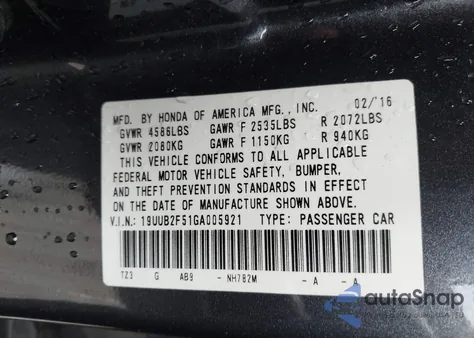 MFD. BY HONDA OF AMERICA MFG., INC. 02/'16
GVWR 4586LBS GAWR F 2535LBS R 2072LBS
GVWR 2080KG GAWR F 1150KG R 940KG
THIS VEHICLE CONFORMS TO ALL APPLICABLE
FEDERAL MOTOR VEHICLE SAFETY, BUMPER,
AND THEFT PREVENTION STANDARDS IN EFFECT
ON THE DATE OF MANUFACTURE SHOWN ABOVE.
V.I.N.: 19UUB2F51GA005921 TYPE: PASSENGER CAR
TZ3 G AB9 - NH782M - A - A
autoSnap